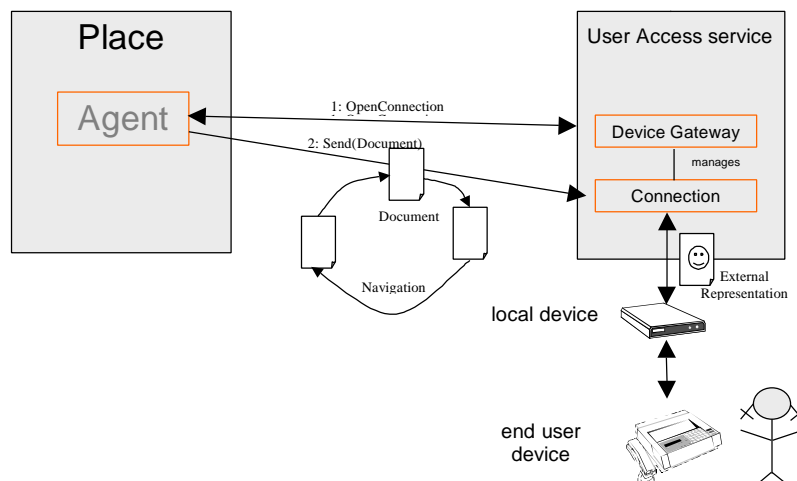 Place
User Access service
Agent
1: OpenConnection
Device Gateway
2: Send(Document)
manages
Connection
Document
External
Representation
Navigation
local device
end user
device